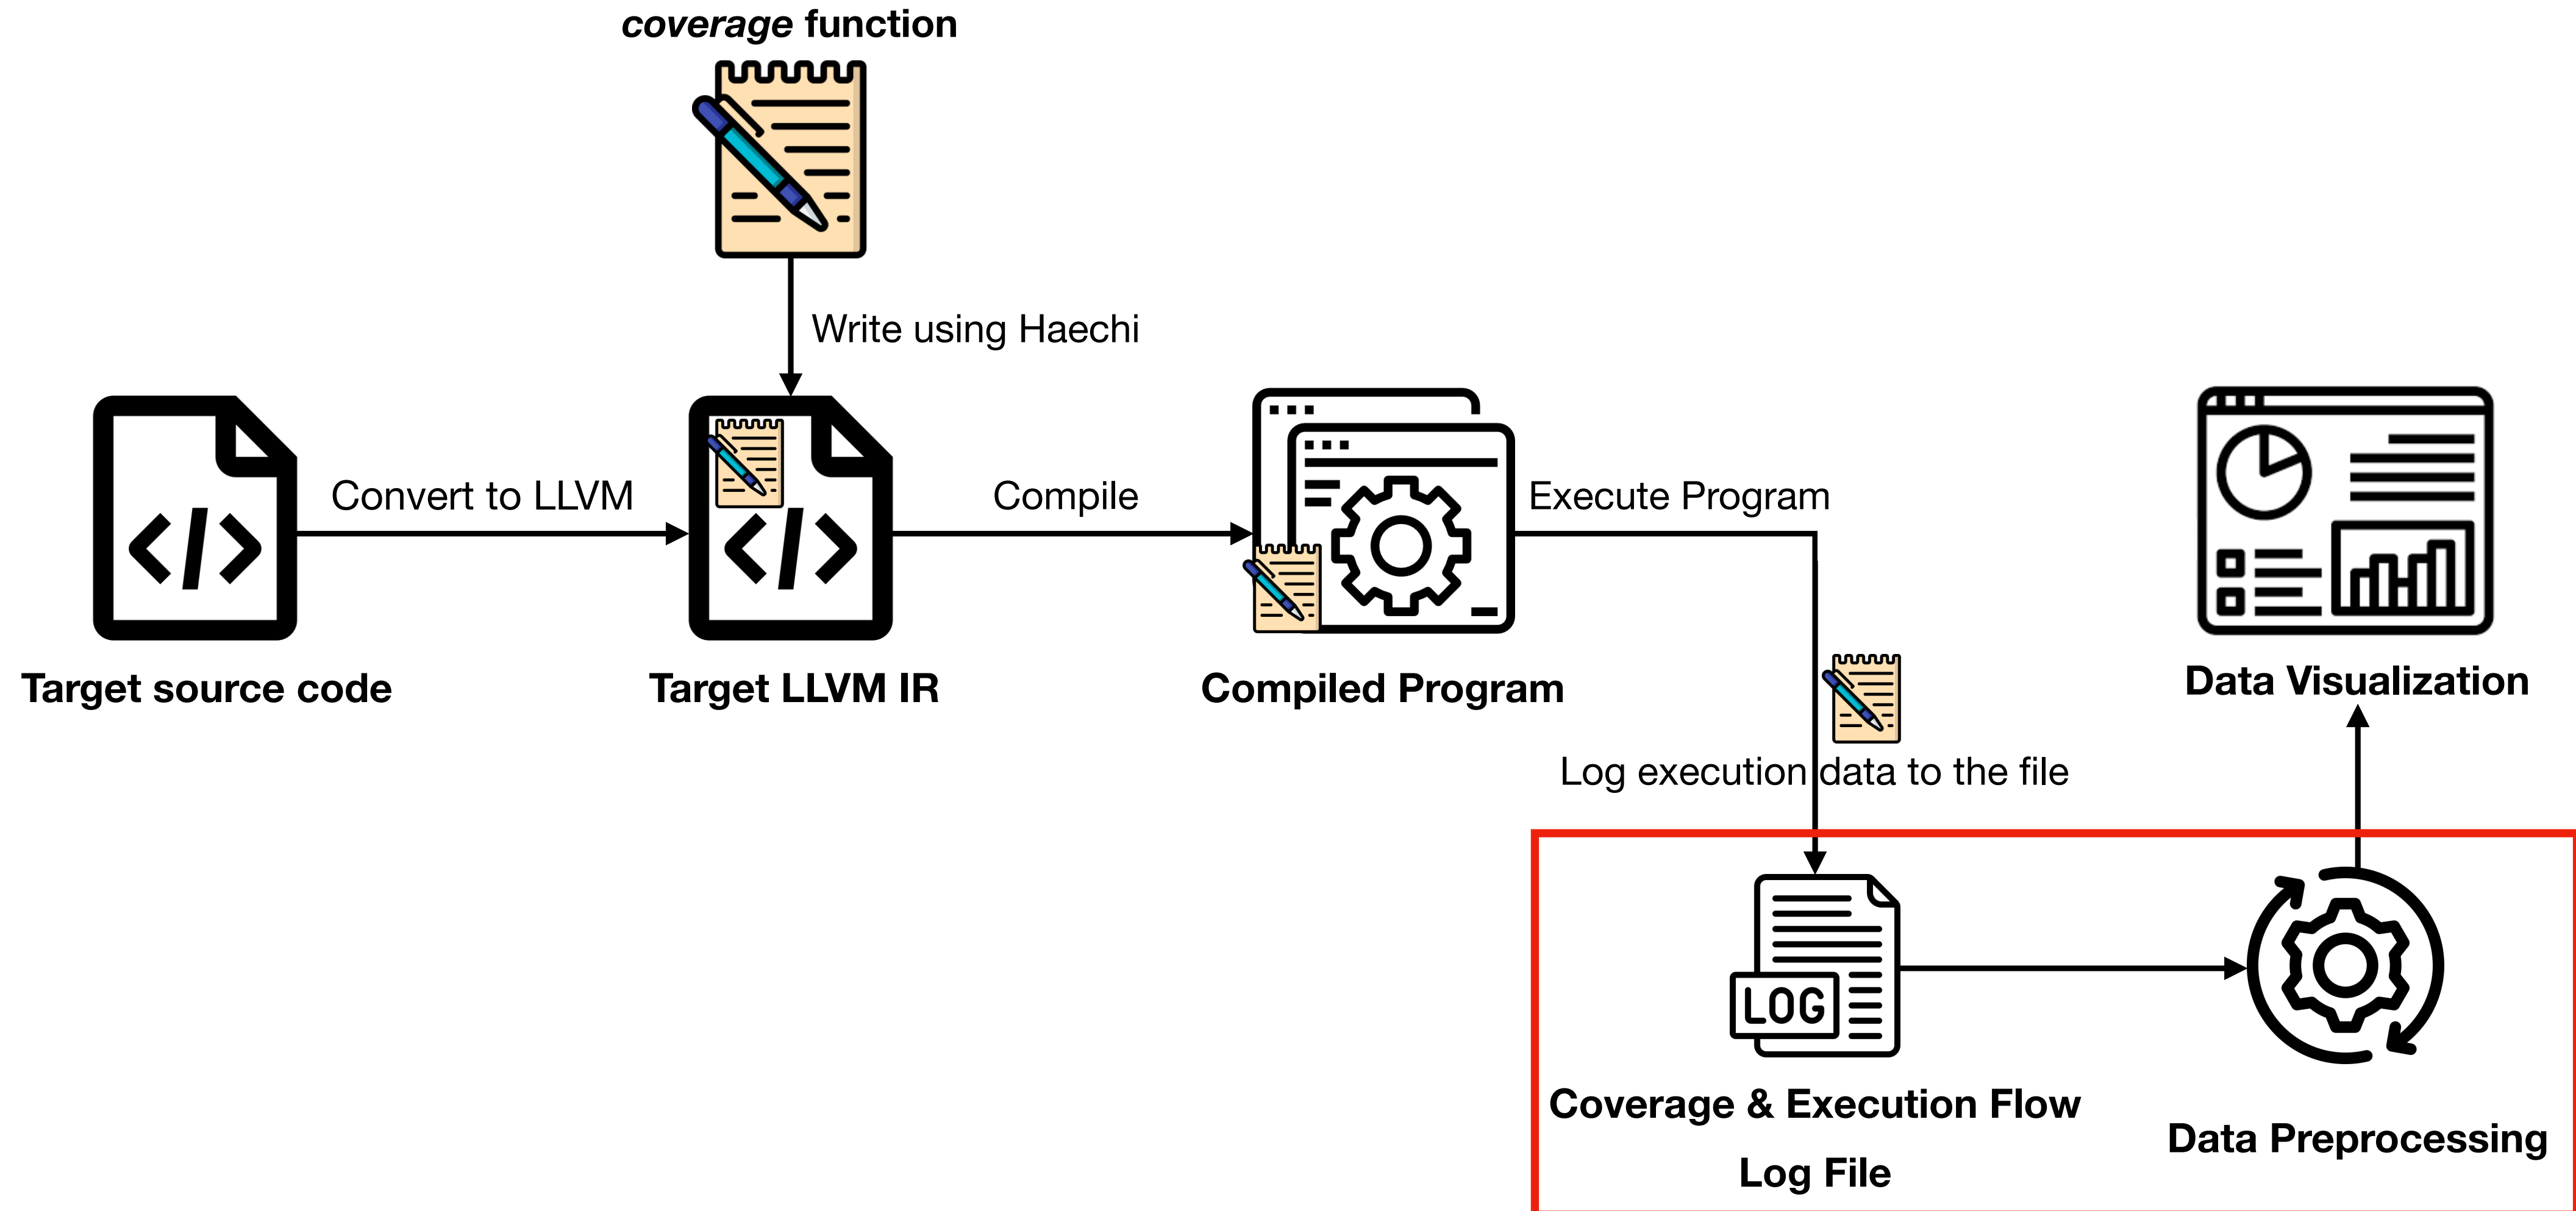 coverage function
Write using Haechi
Convert to LLVM
Compile
Execute Program
Target source code
Target LLVM IR
Compiled Program
Data Visualization
Log execution data to the file
LOG
Coverage & Execution Flow
Log File
Data Preprocessing